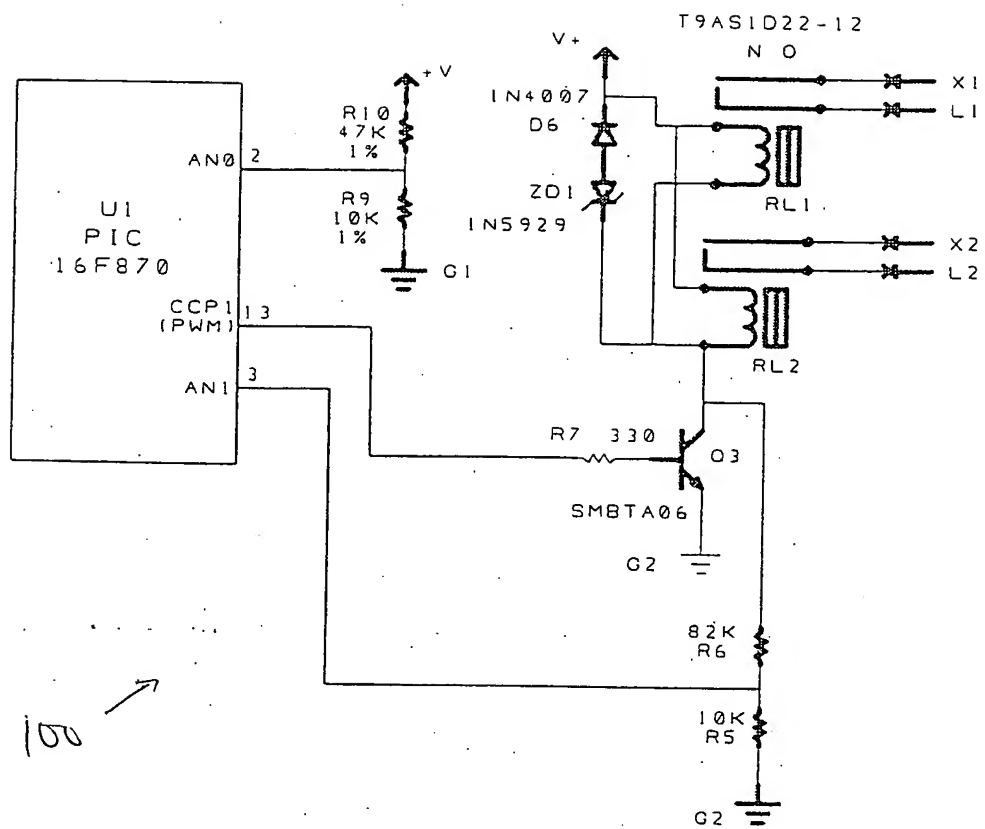 T9AS1D22-12
N O
V+
X1
L1
+V
1N4007
D6
R10
47K
1%
AN0
2
ZD1
1N5929
RL1
R9
10K
1%
U1
PIC
16F870
G1
X2
L2
CCP1
(PWM)
13
RL2
AN1
3
R7 330
Q3
SMBTA06
G2
82K
R6
10K
R5
G2
100